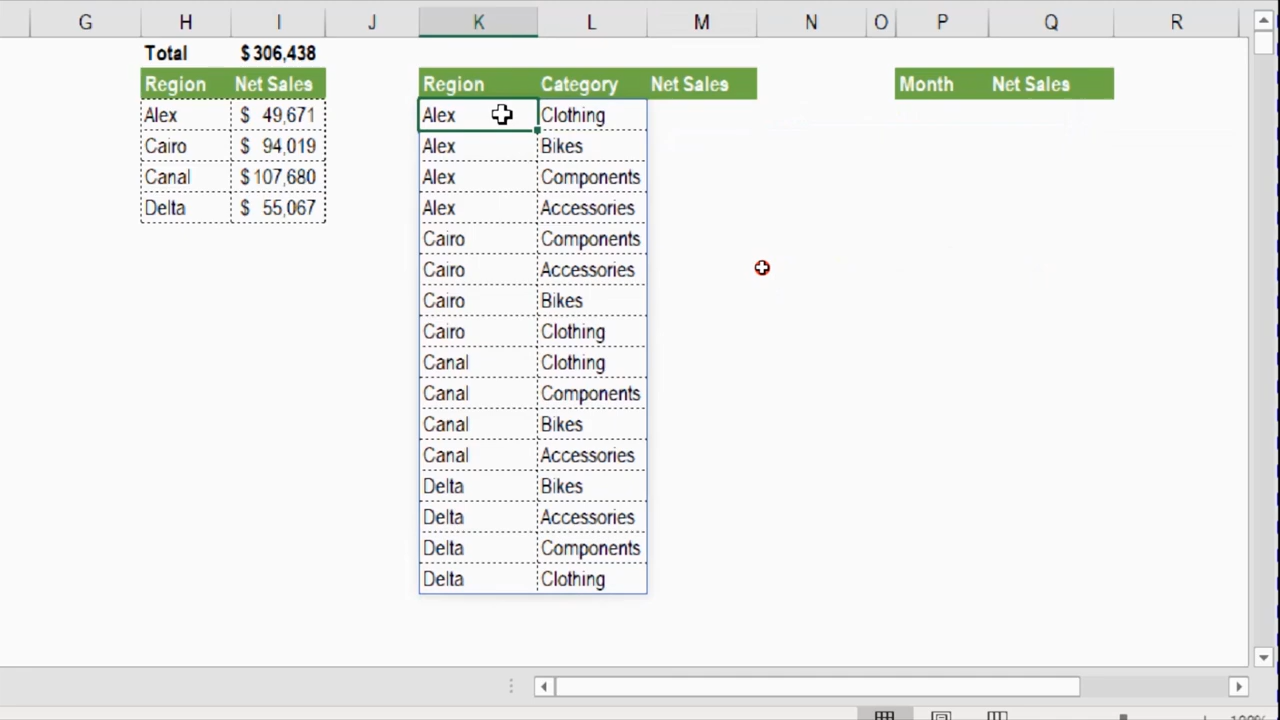 G H I J K L M N O P Q R
Total $306,438
Region Net Sales Region Category Net Sales Month Net Sales
Alex $ 49,671 Alex Clothing
Cairo $ 94,019 Alex Bikes
Canal $107,680 Alex Components
Delta $ 55,067 Alex Accessories
Cairo Components
Cairo Accessories
Cairo Bikes
Cairo Clothing
Canal Clothing
Canal Components
Canal Bikes
Canal Accessories
Delta Bikes
Delta Accessories
Delta Components
Delta Clothing